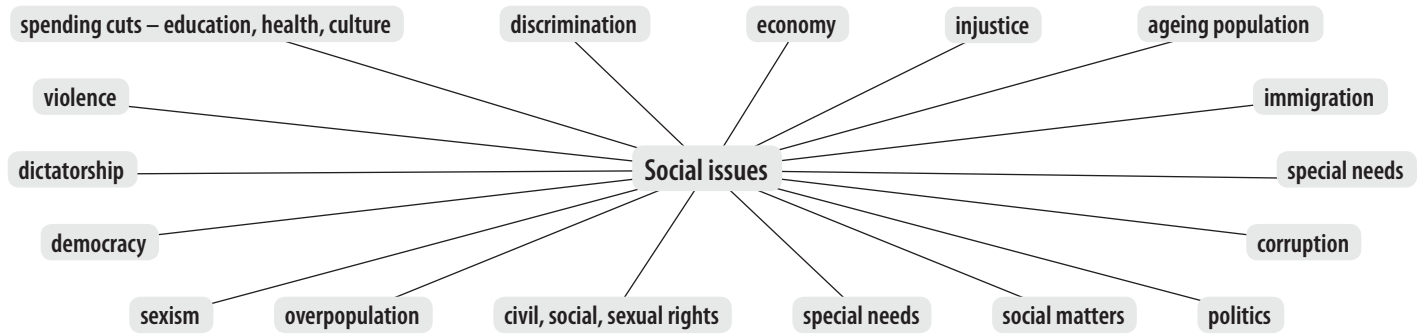 spending cuts – education, health, culture
discrimination
economy
injustice
ageing population
violence
immigration
dictatorship
Social issues
special needs
democracy
corruption
sexism
overpopulation
civil, social, sexual rights
special needs
social matters
politics